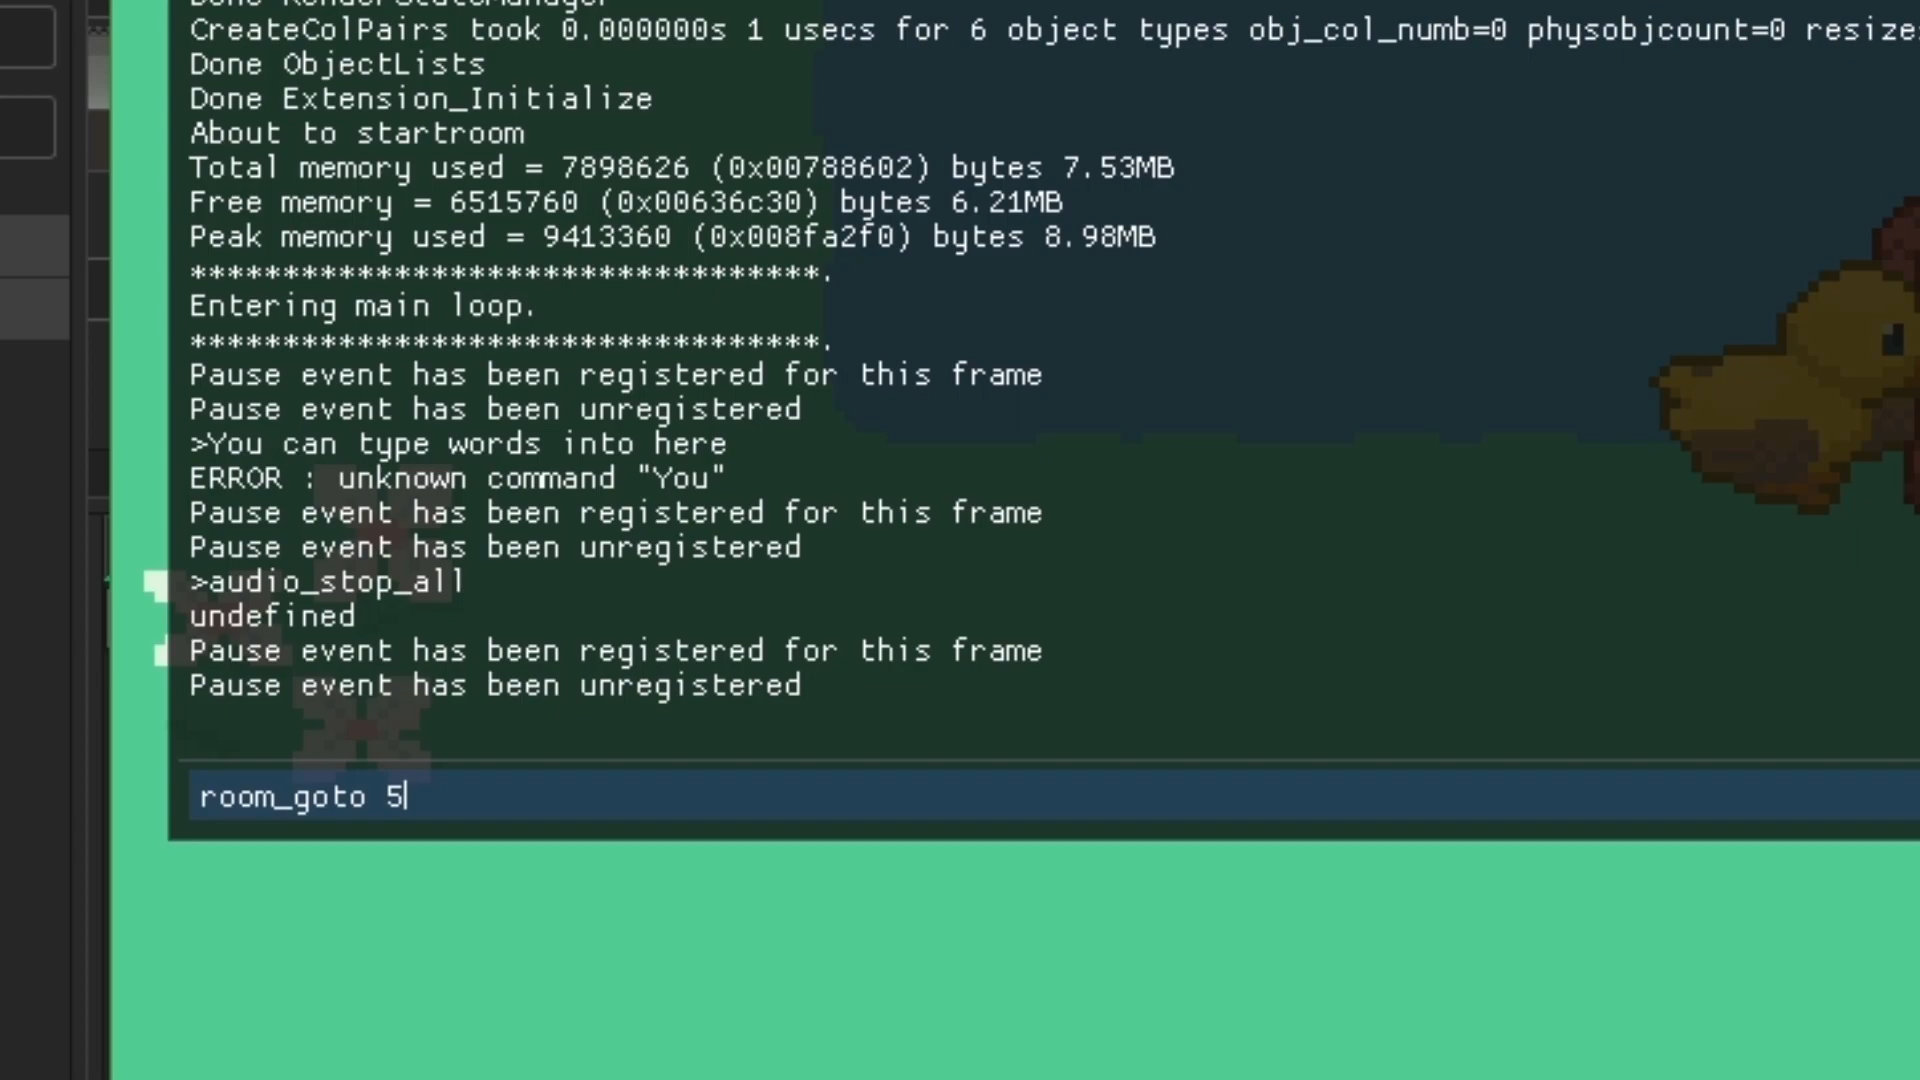 Done RenderStateManager
CreateColPairs took 0.000000s 1 usecs for 6 object types obj_col_numb=0 physobjcount=0 resize
Done ObjectLists
Done Extension_Initialize
About to startroom
Total memory used = 7898626 (0x00788602) bytes 7.53MB
Free memory = 6515760 (0x00636c30) bytes 6.21MB
Peak memory used = 9413360 (0x008fa2f0) bytes 8.98MB
**********************************.
Entering main loop.
**********************************.
Pause event has been registered for this frame
Pause event has been unregistered
>You can type words into here
ERROR : unknown command "You"
Pause event has been registered for this frame
Pause event has been unregistered
>audio_stop_all
undefined
Pause event has been registered for this frame
Pause event has been unregistered
room_goto 5